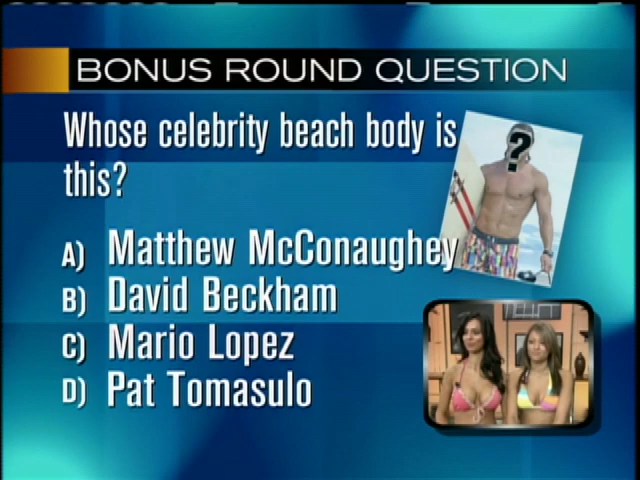 BONUS ROUND QUESTION
Whose celebrity beach body is
this?
?
A) Matthew McConaughey
B) David Beckham
C) Mario Lopez
D) Pat Tomasulo